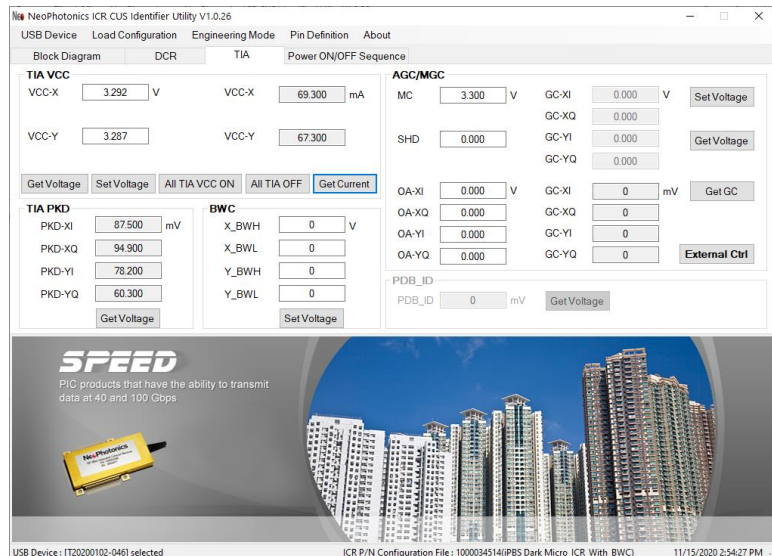 Neo NeoPhotonics ICR CUS Identifier Utility V1.0.26
USB Device Load Configuration Engineering Mode Pin Definition About
Block Diagram DCR TIA Power ON/OFF Sequence
TIA VCC
VCC-X 3.292 V VCC-X 69.300 mA
VCC-Y 3.287 VCC-Y 67.300
Get Voltage Set Voltage All TIA VCC ON All TIA OFF Get Current
TIA PKD
PKD-XI 87.500 mV
PKD-XQ 94.900
PKD-YI 78.200
PKD-YQ 60.300
Get Voltage
BWC
X_BWH 0 V
X_BWL 0
Y_BWH 0
Y_BWL 0
Set Voltage
AGC/MGC
MC 3.300 V GC-XI 0.000 V Set Voltage
GC-XQ 0.000
SHD 0.000 GC-YI 0.000 Get Voltage
GC-YQ 0.000
OA-XI 0.000 V GC-XI 0 mV Get GC
OA-XQ 0.000 GC-XQ 0
OA-YI 0.000 GC-YI 0
OA-YQ 0.000 GC-YQ 0 External Ctrl
PDB_ID
PDB_ID 0 mV Get Voltage
SPEED
PIC products that have the ability to transmit
data at 40 and 100 Gbps
NeoPhotonics
USB Device : [T20200102-046] selected ICR P/N Configuration File : 1000034514(iPBS Dark Micro_ICR_With_BWC) 11/15/2020 2:54:27 PM